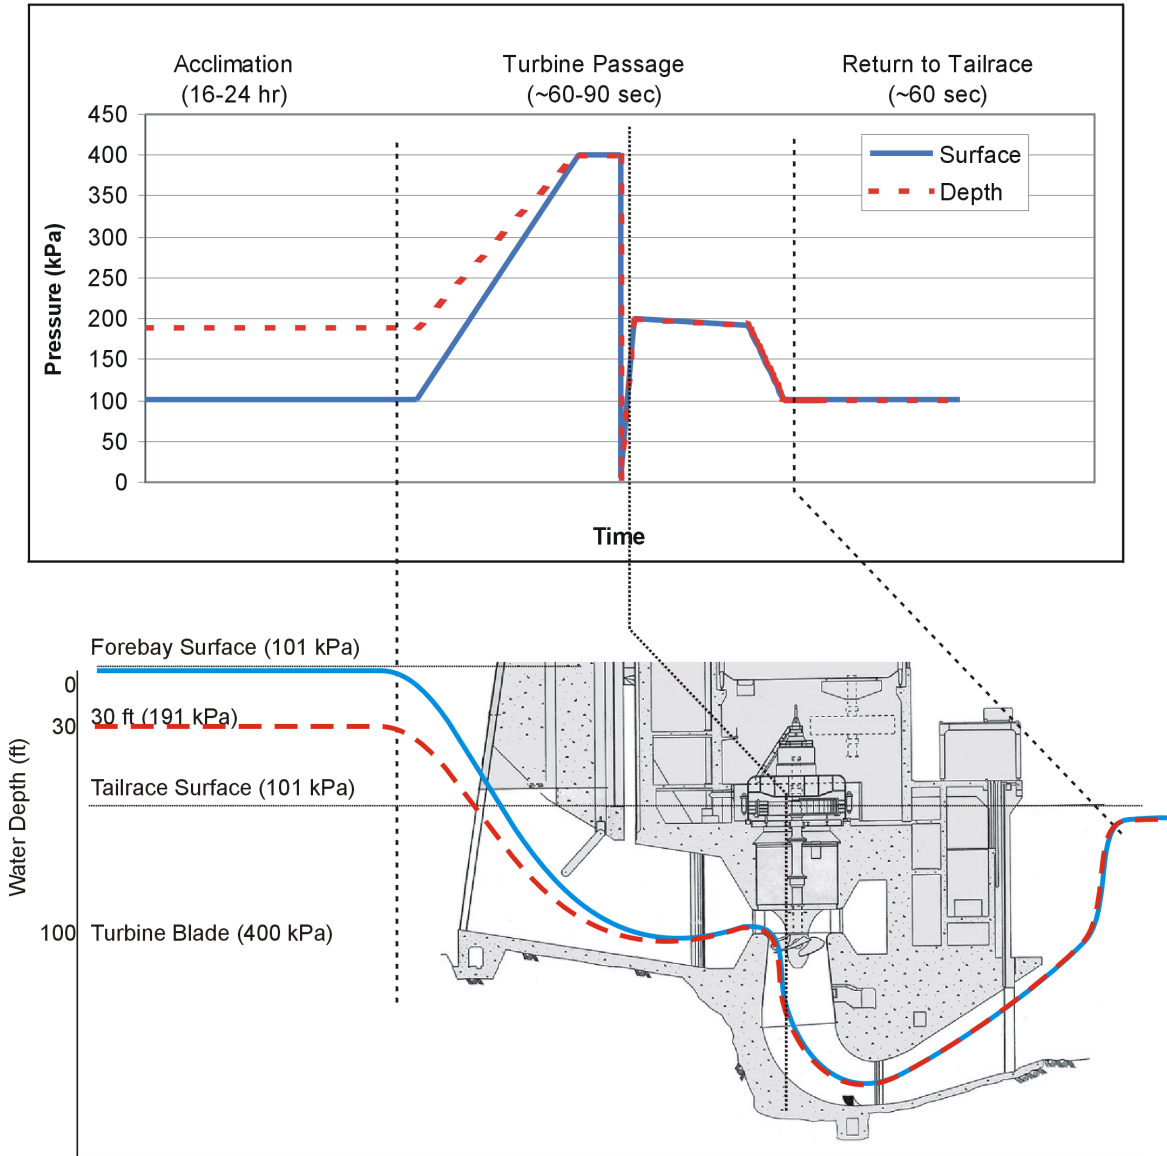 Acclimation
(16-24 hr)
Turbine Passage
(~60-90 sec)
Return to Tailrace
(~60 sec)
450
400
350
300
250
200
150
100
50
0
Pressure (kPa)
Surface
Depth
Time
Forebay Surface (101 kPa)
0
30 ft (191 kPa)
30
Tailrace Surface (101 kPa)
Water Depth (ft)
100
Turbine Blade (400 kPa)